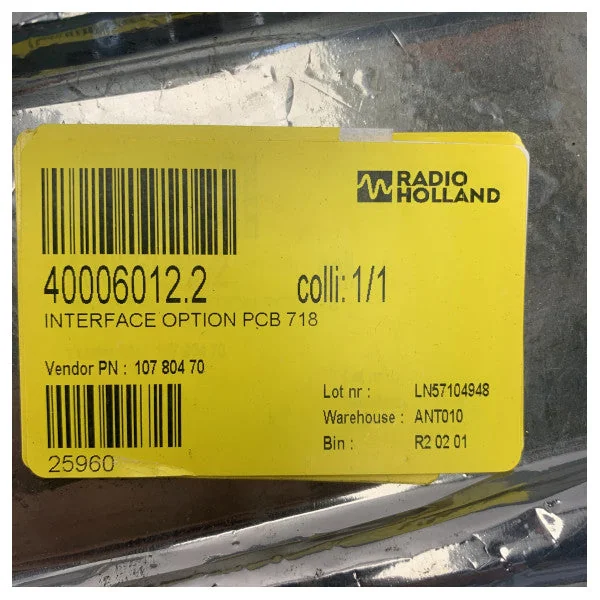 RADIO
HOLLAND
40006012.2 colli: 1/1
INTERFACE OPTION PCB 718
Vendor PN : 107 804 70
Lot nr : LN57104948
Warehouse : ANT010
Bin : R2 02 01
25960